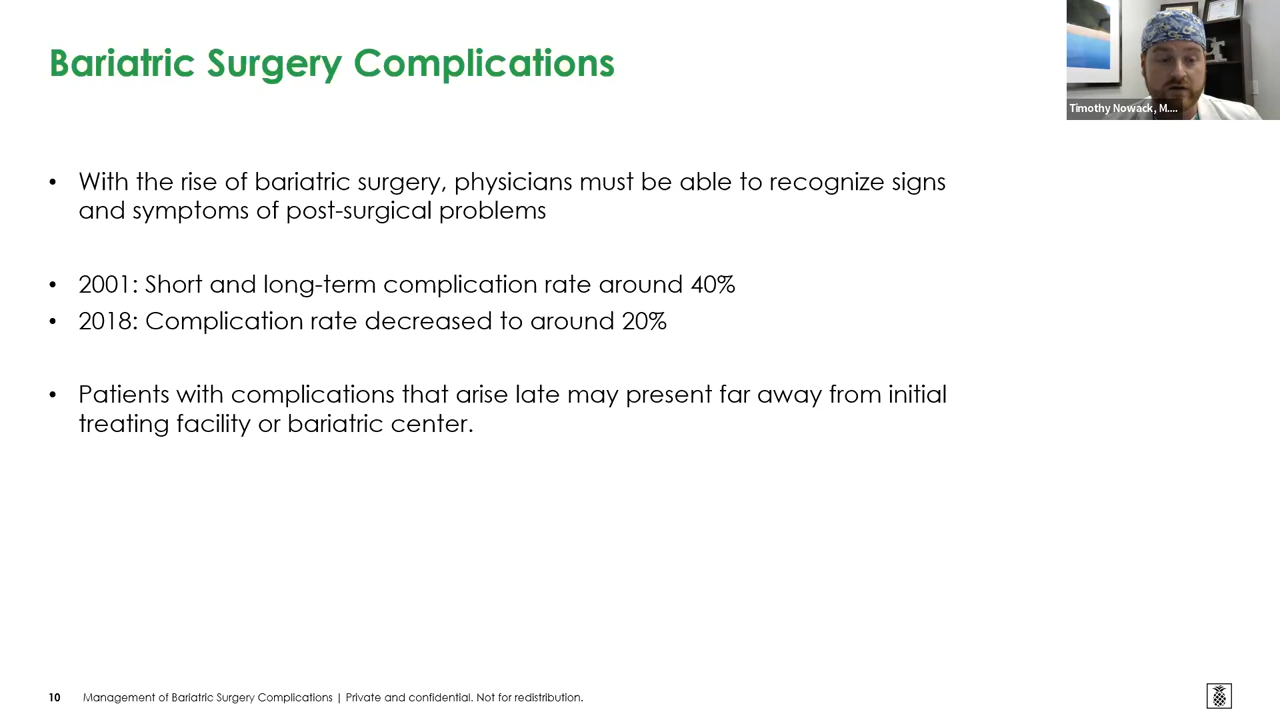 Bariatric Surgery Complications
Timothy Nowack, M....
• With the rise of bariatric surgery, physicians must be able to recognize signs
and symptoms of post-surgical problems
• 2001: Short and long-term complication rate around 40%
• 2018: Complication rate decreased to around 20%
• Patients with complications that arise late may present far away from initial
treating facility or bariatric center.
10 Management of Bariatric Surgery Complications | Private and confidential. Not for redistribution.